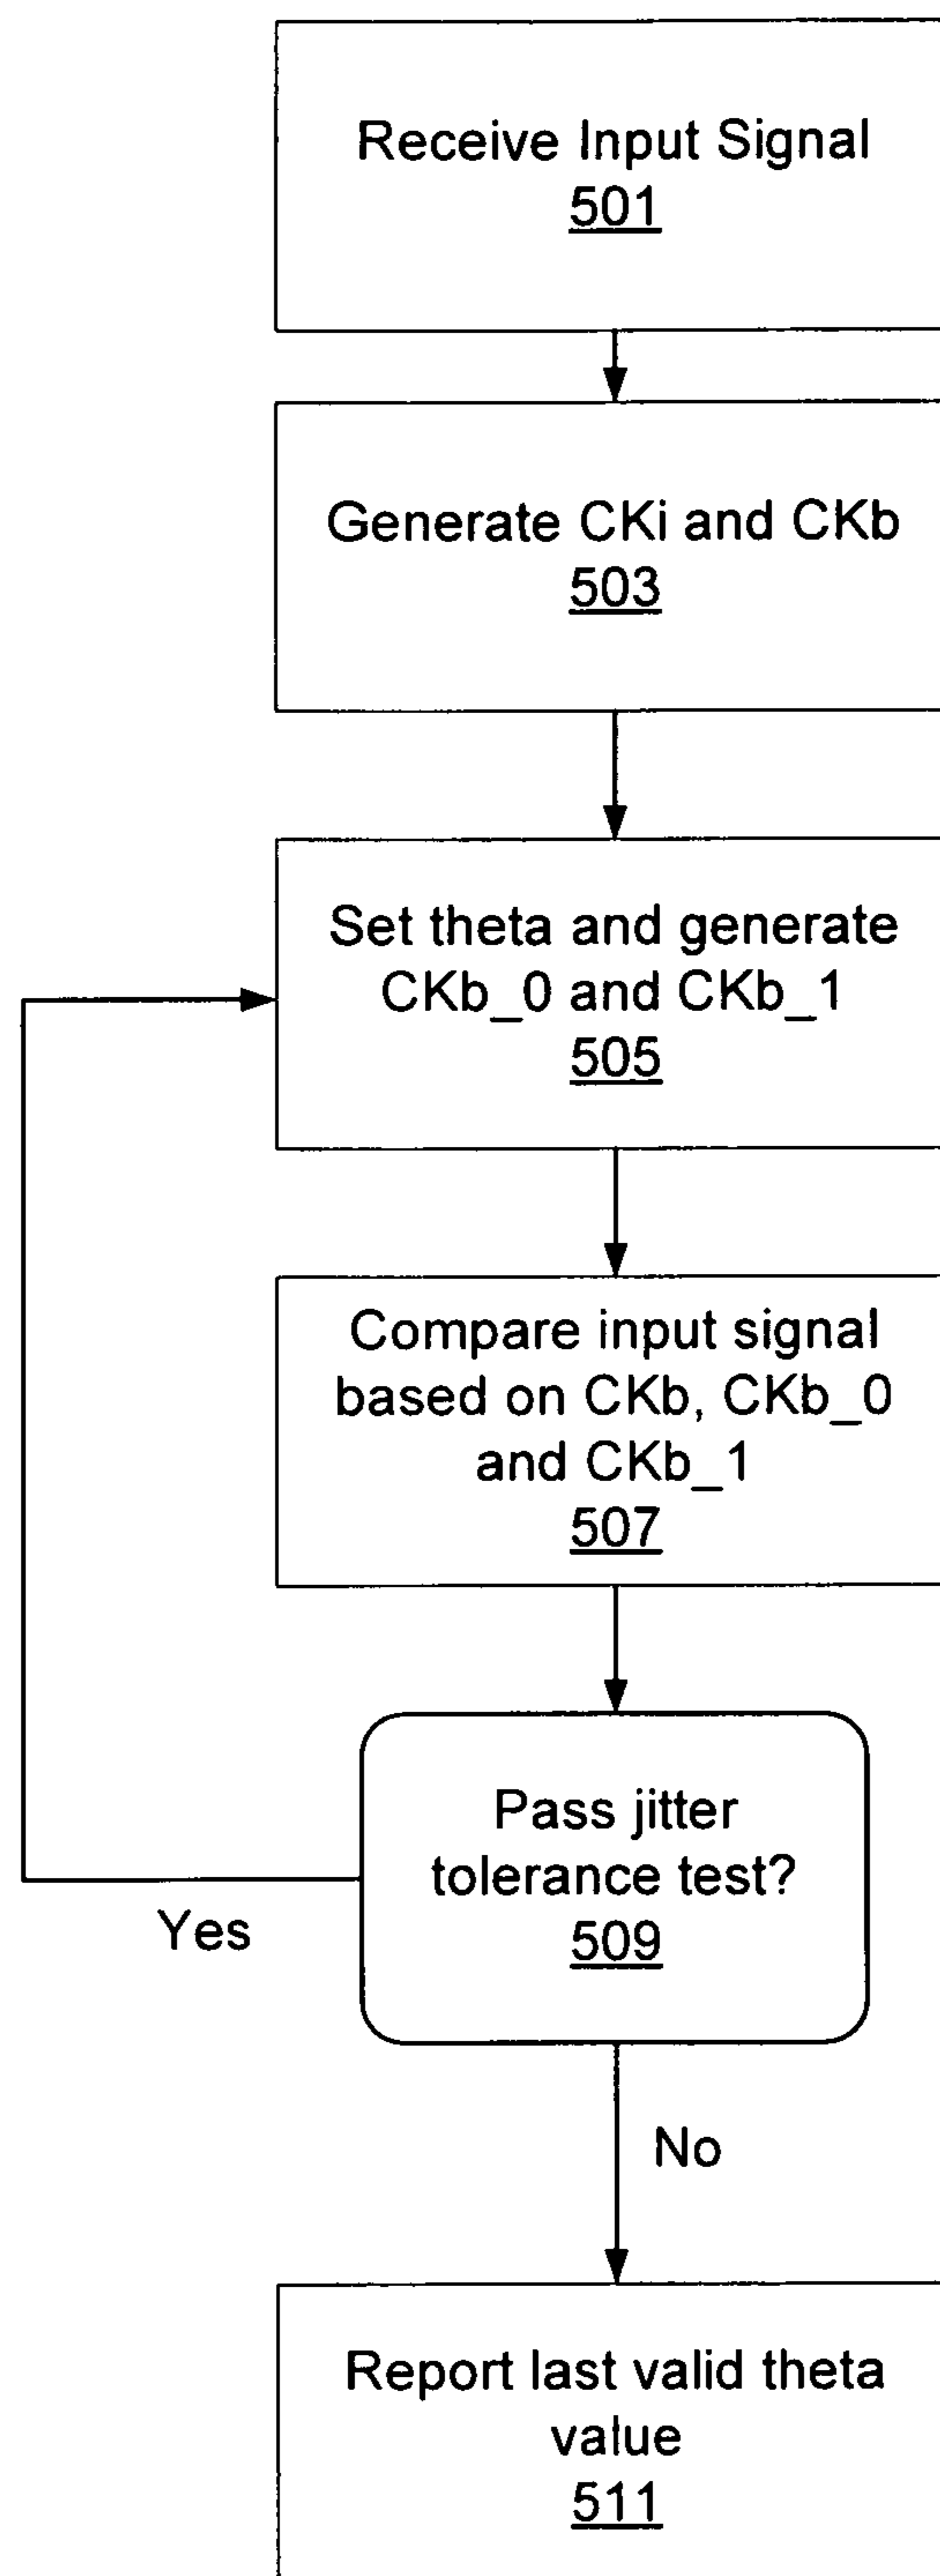 Receive Input Signal
501
Generate CKi and CKb
503
Set theta and generate
CKb_0 and CKb_1
505
Compare input signal
based on CKb, CKb_0
and CKb_1
507
Pass jitter
tolerance test?
509
Yes
No
Report last valid theta
value
511